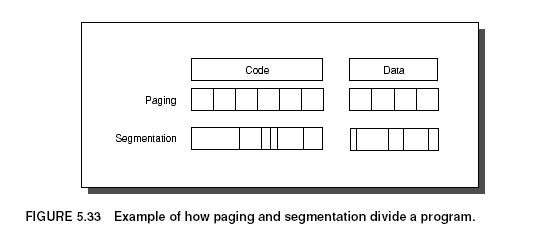 Code Data
Paging
Segmentation
FIGURE 5.33 Example of how paging and segmentation divide a program.